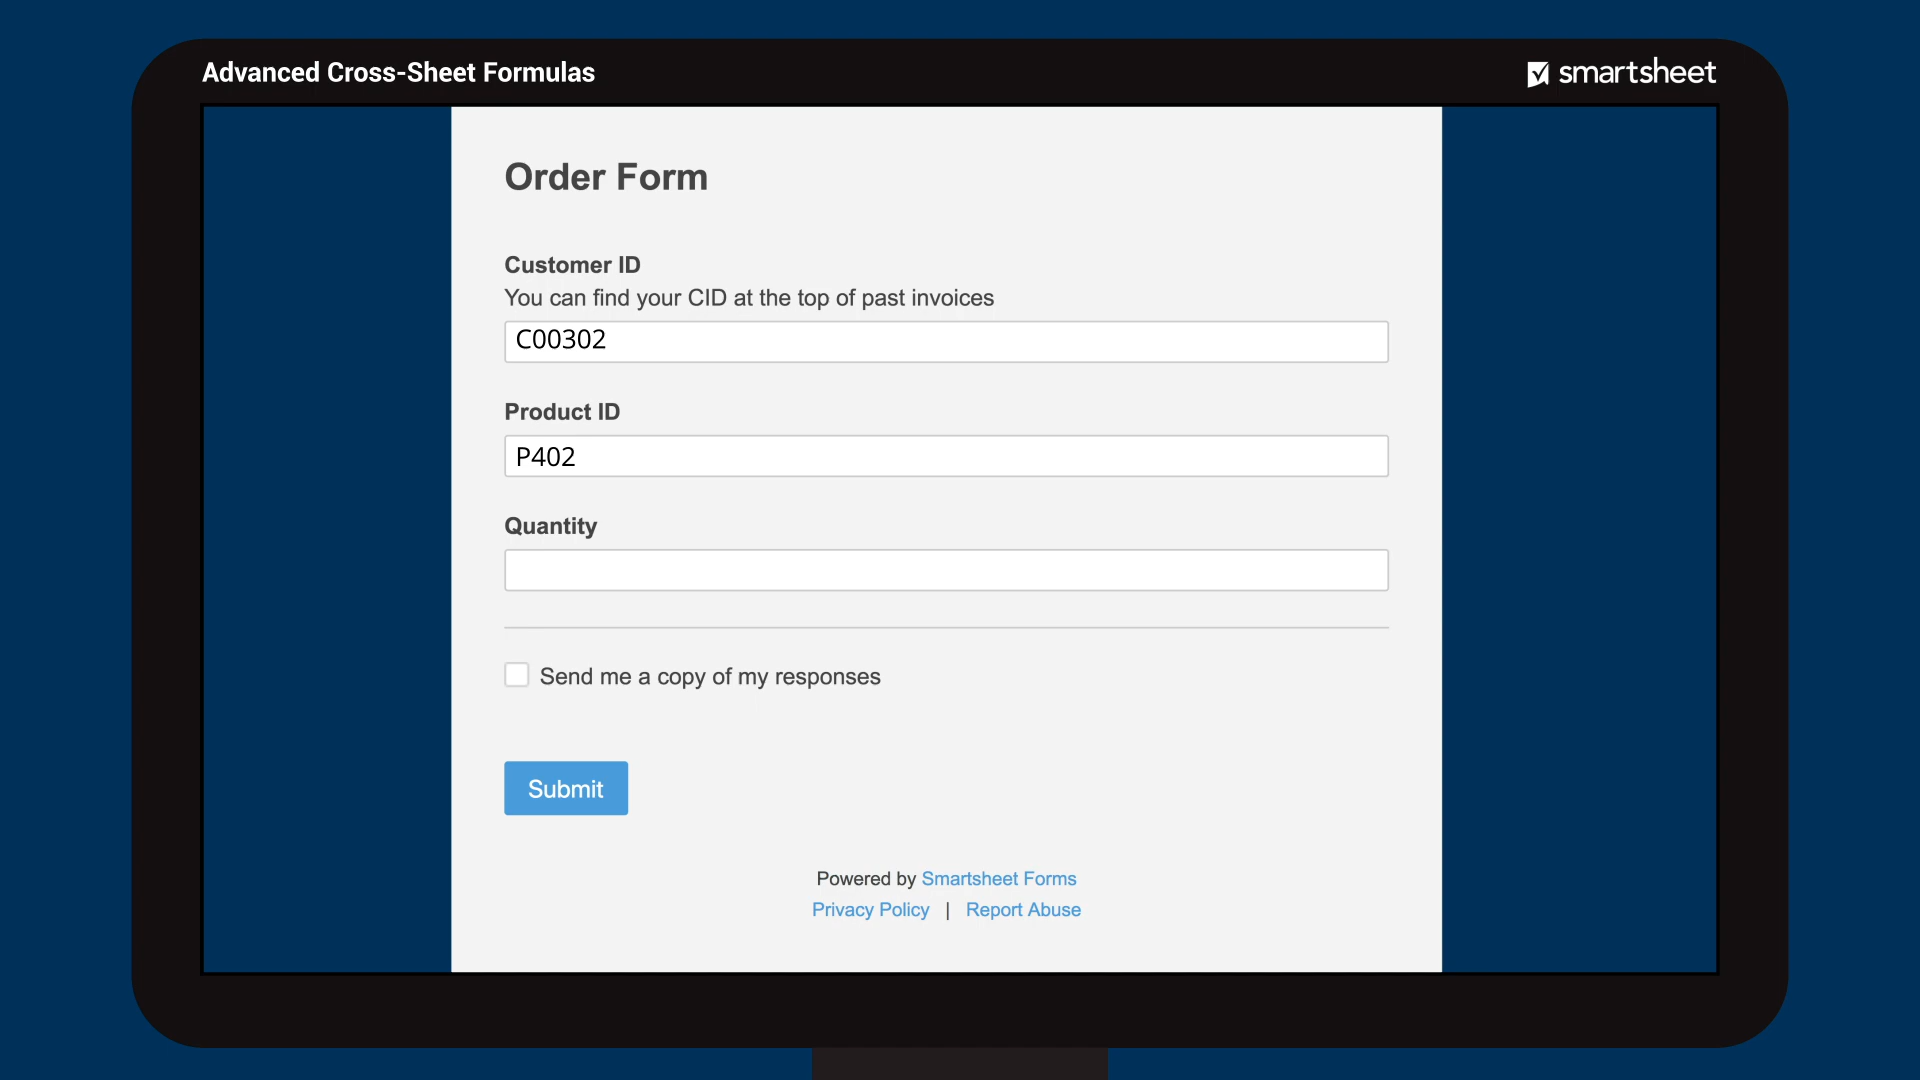 Advanced Cross-Sheet Formulas
smartsheet
Order Form
Customer ID
You can find your CID at the top of past invoices
C00302
Product ID
P402
Quantity
Send me a copy of my responses
Submit
Powered by Smartsheet Forms
Privacy Policy | Report Abuse